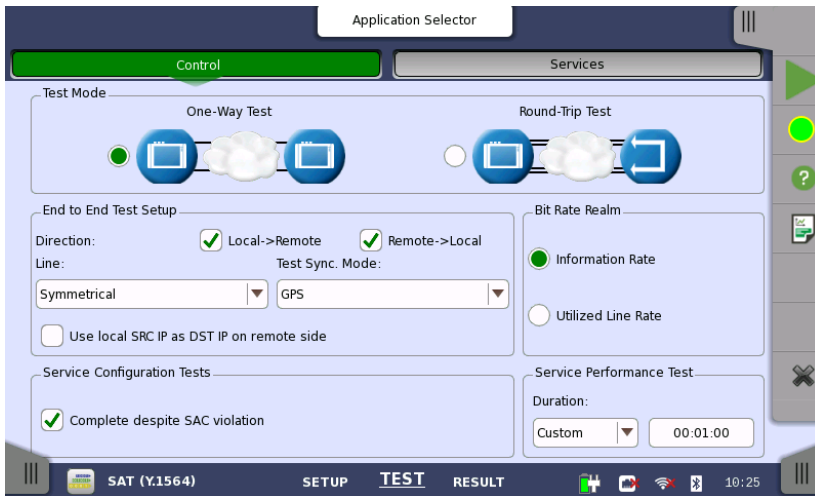 Application Selector
Control
Services
Test Mode
One-Way Test
Round-Trip Test
End to End Test Setup
Direction:
Local->Remote
Remote->Local
Line:
Test Sync. Mode:
Symmetrical
GPS
Use local SRC IP as DST IP on remote side
Bit Rate Realm
Information Rate
Utilized Line Rate
Service Configuration Tests
Complete despite SAC violation
Service Performance Test
Duration:
Custom
00:01:00
SAT (Y.1564)
SETUP
TEST
RESULT
10:25